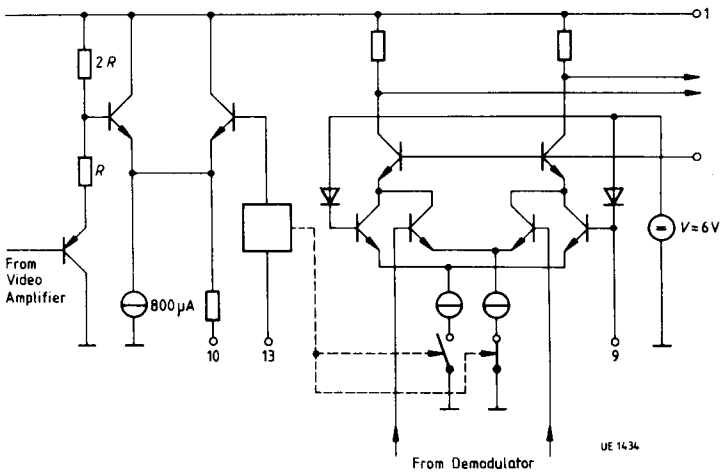 1
2R
R
From
Video
Amplifier
800μA
10
13
V=6V
9
UE 1434
From Demodulator